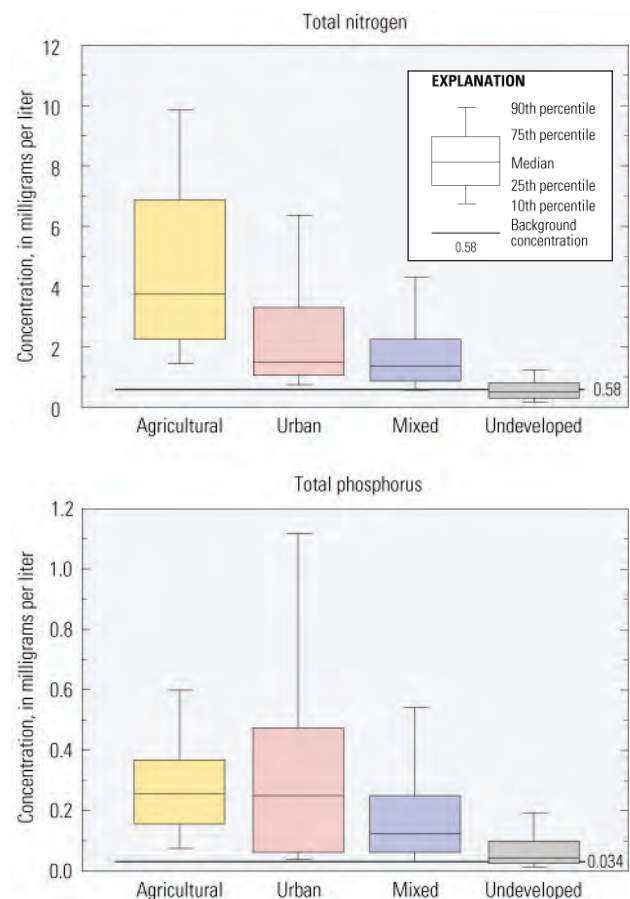 Total nitrogen
Concentration, in milligrams per liter
12
10
8
6
4
2
0
EXPLANATION
90th percentile
75th percentile
Median
25th percentile
10th percentile
Background
concentration
0.58
0.58
Agricultural Urban Mixed Undeveloped
Total phosphorus
Concentration, in milligrams per liter
1.2
1.0
0.8
0.6
0.4
0.2
0.0
0.034
Agricultural Urban Mixed Undeveloped